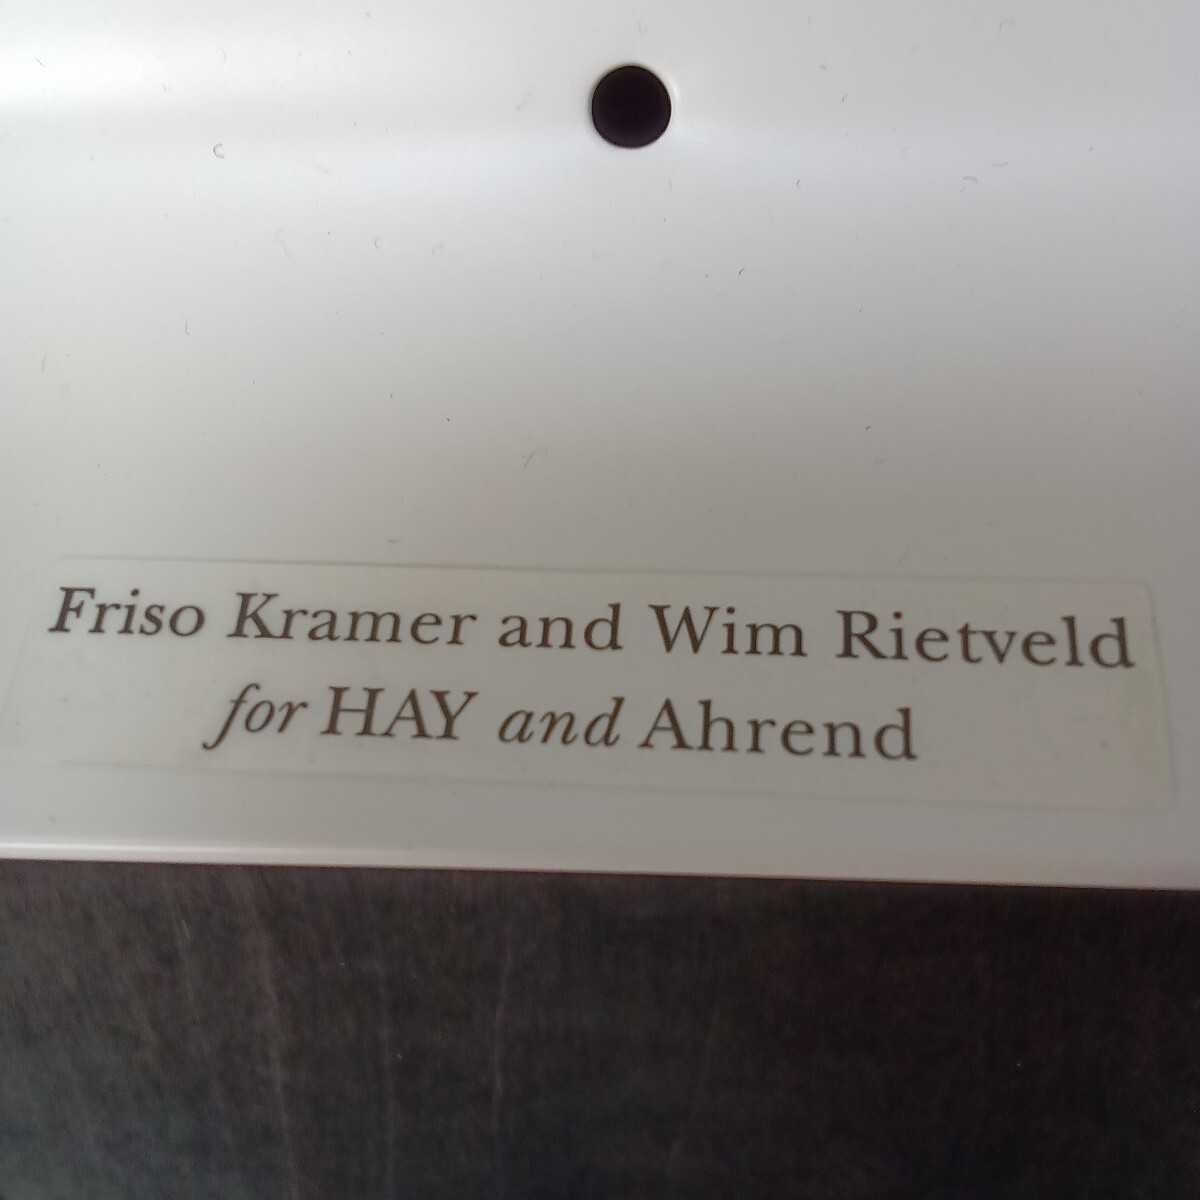 Friso Kramer and Wim Rietveld
for HAY and Ahrend